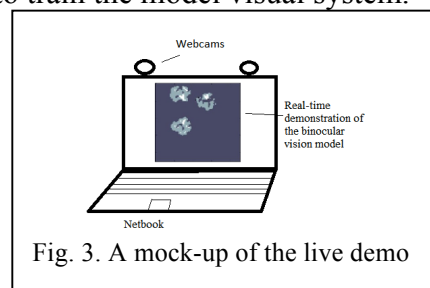 to train the model visual system.
Webcams
Real-time
demonstration of
the binocular
vision model
Netbook
Fig. 3. A mock-up of the live demo